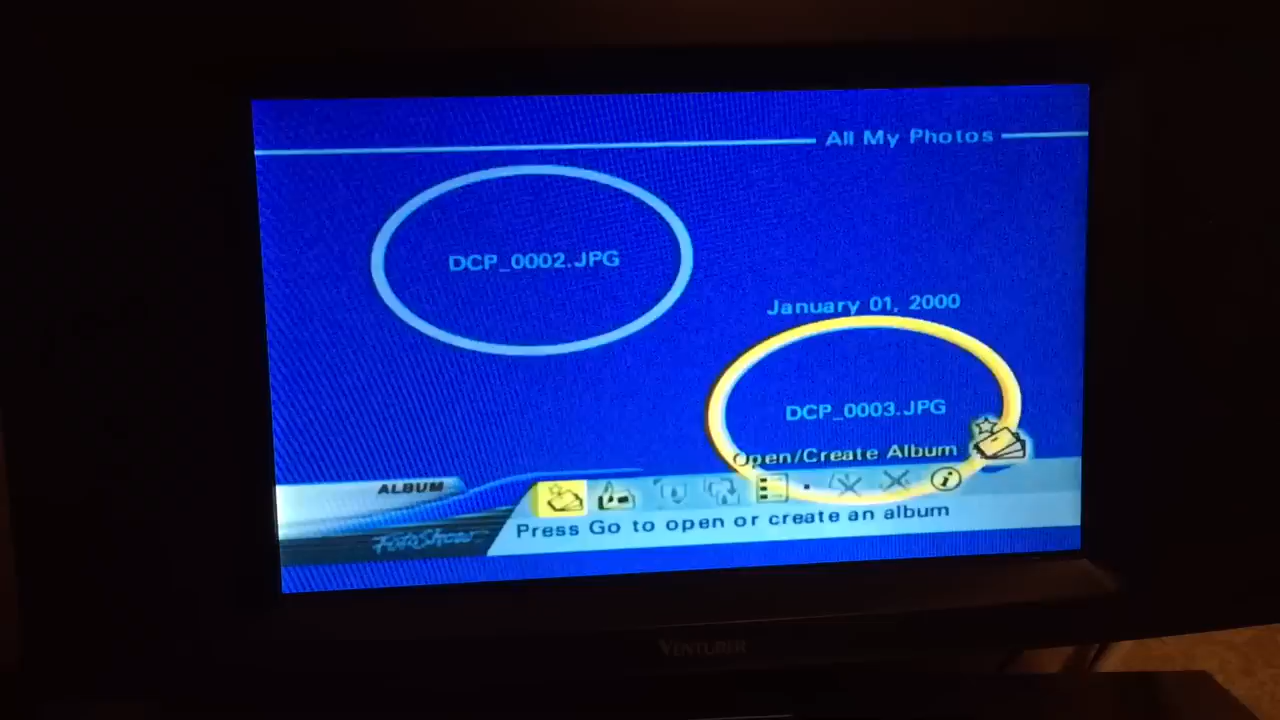 All My Photos
DCP_0002.JPG
January 01, 2000
DCP_0003.JPG
Open/Create Album
ALBUM
FotoShow
Press Go to open or create an album
VENTURER